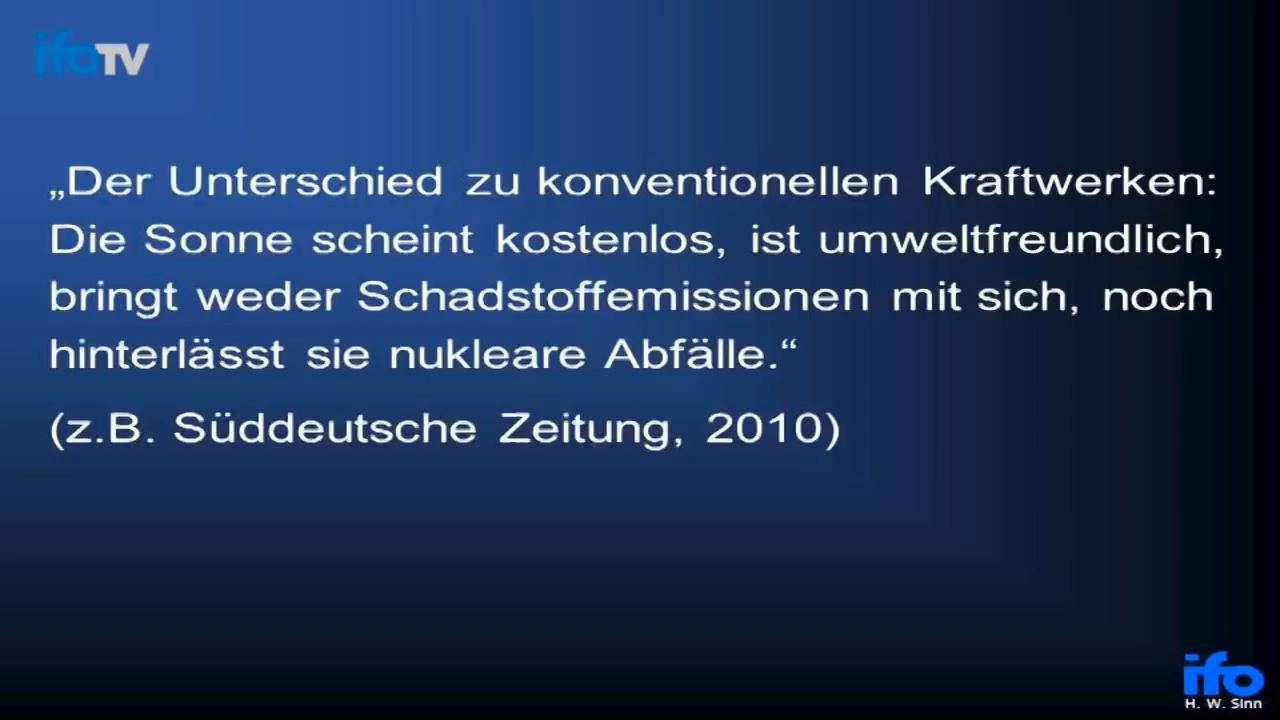 ifoTV
„Der Unterschied zu konventionellen Kraftwerken:
Die Sonne scheint kostenlos, ist umweltfreundlich,
bringt weder Schadstoffemissionen mit sich, noch
hinterlässt sie nukleare Abfälle.“
(z.B. Süddeutsche Zeitung, 2010)
ifo
H. W. Sinn